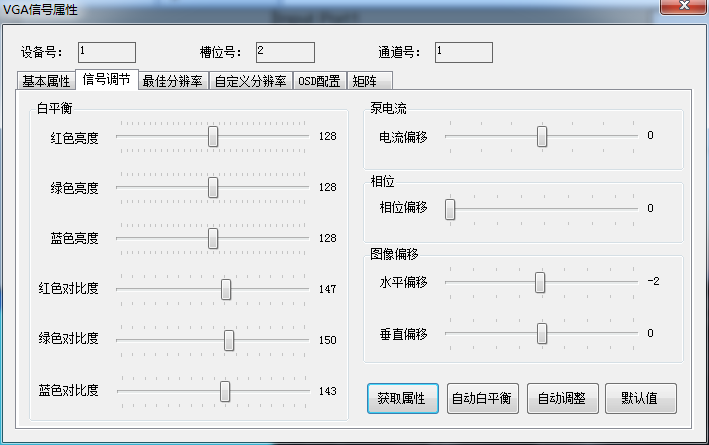 VGA信号属性
设备号： 1 槽位号： 2 通道号： 1
基本属性 信号调节 最佳分辨率 自定义分辨率 OSD配置 矩阵
白平衡
红色亮度 128
绿色亮度 128
蓝色亮度 128
红色对比度 147
绿色对比度 150
蓝色对比度 143
泵电流
电流偏移 0
相位
相位偏移 0
图像偏移
水平偏移 -2
垂直偏移 0
获取属性 自动白平衡 自动调整 默认值